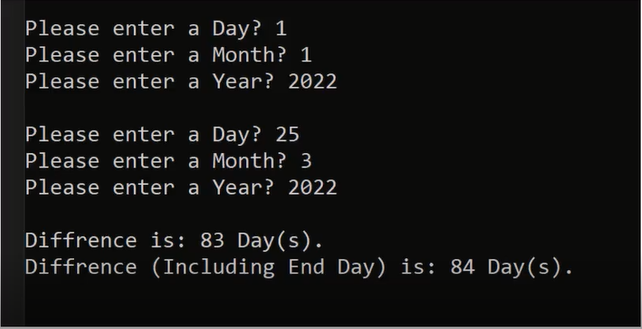 Please enter a Day? 1
Please enter a Month? 1
Please enter a Year? 2022
Please enter a Day? 25
Please enter a Month? 3
Please enter a Year? 2022
Diffrence is: 83 Day(s).
Diffrence (Including End Day) is: 84 Day(s).